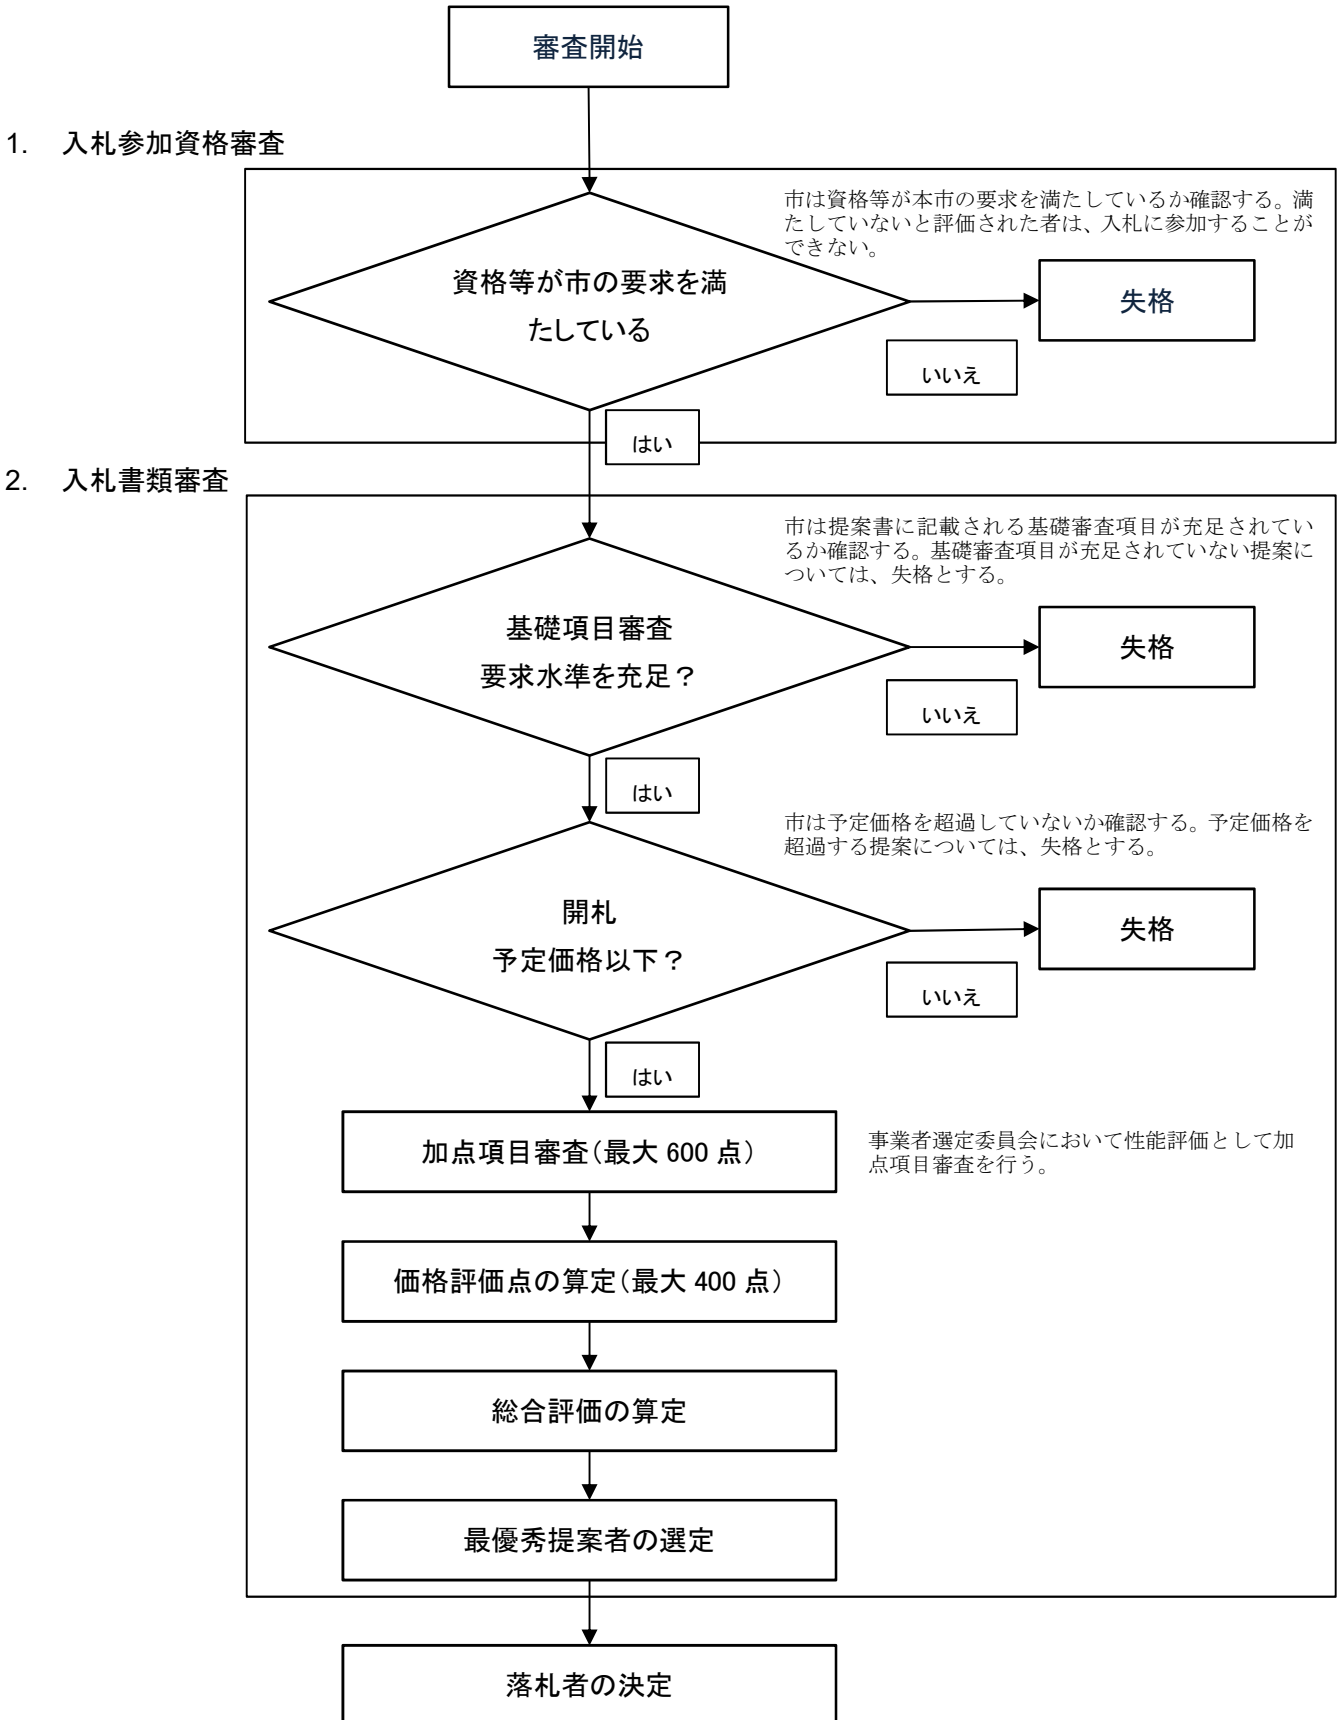 審査開始
1. 入札参加資格審査
市は資格等が本市の要求を満たしているか確認する。満
たしていないと評価された者は、入札に参加することが
できない。
資格等が市の要求を満
たしている
失格
いいえ
はい
2. 入札書類審査
市は提案書に記載される基礎審査項目が充足されてい
るか確認する。基礎審査項目が充足されていない提案に
ついては、失格とする。
基礎項目審査
要求水準を充足？
失格
いいえ
はい
市は予定価格を超過していないか確認する。予定価格を
超過する提案については、失格とする。
開札
予定価格以下？
失格
いいえ
はい
加点項目審査（最大 600 点）
事業者選定委員会において性能評価として加
点項目審査を行う。
価格評価点の算定（最大 400 点）
総合評価の算定
最優秀提案者の選定
落札者の決定